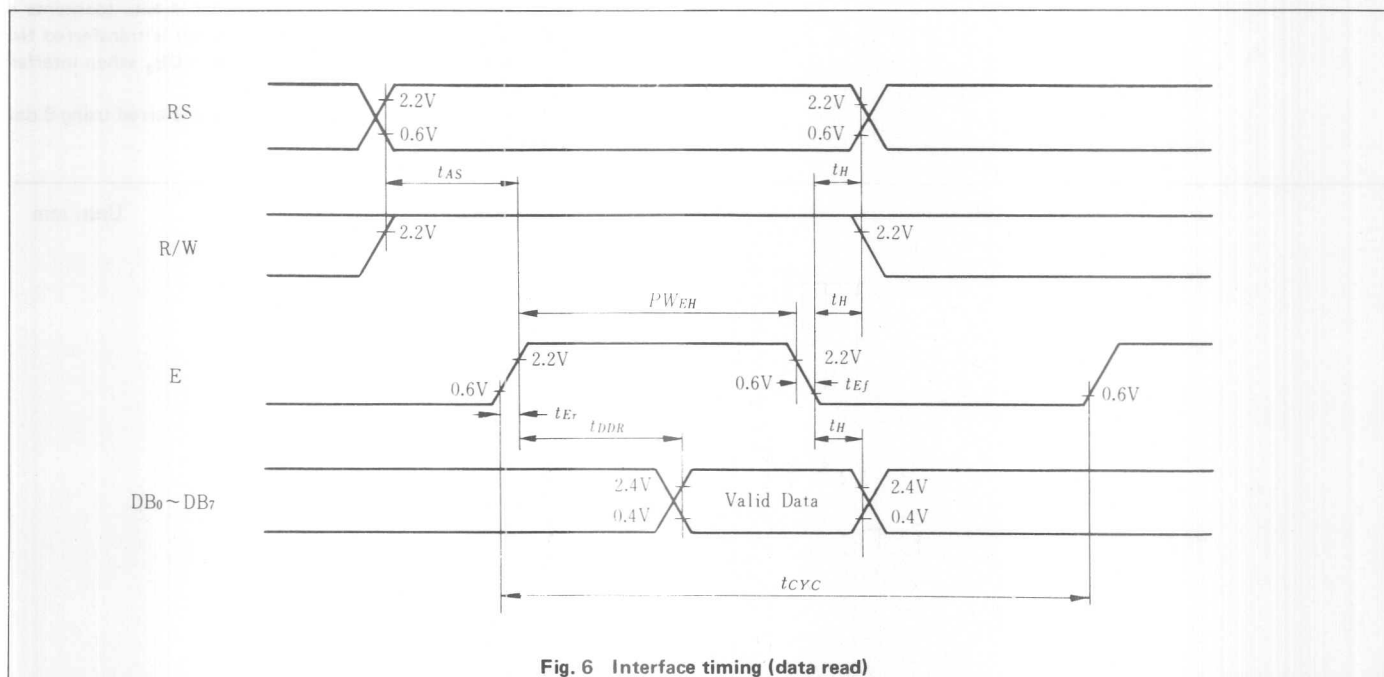 RS
2.2V
0.6V
2.2V
0.6V
tAS
tH
R/W
2.2V
2.2V
PWEH
tH
E
2.2V
0.6V
2.2V
0.6V
tEf
0.6V
tEr
tDDR
tH
DB0~DB7
2.4V
0.4V
Valid Data
2.4V
0.4V
tCYC
Fig. 6 Interface timing (data read)